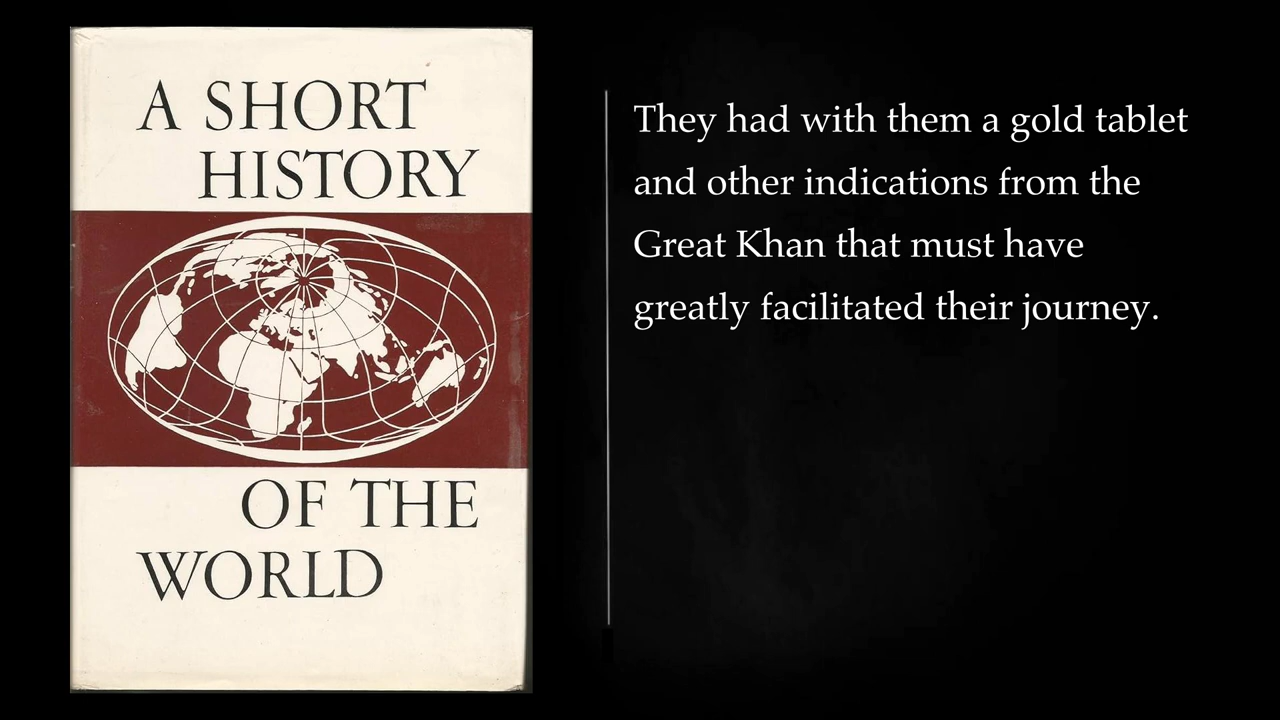 A SHORT
HISTORY
OF THE
WORLD
They had with them a gold tablet
and other indications from the
Great Khan that must have
greatly facilitated their journey.